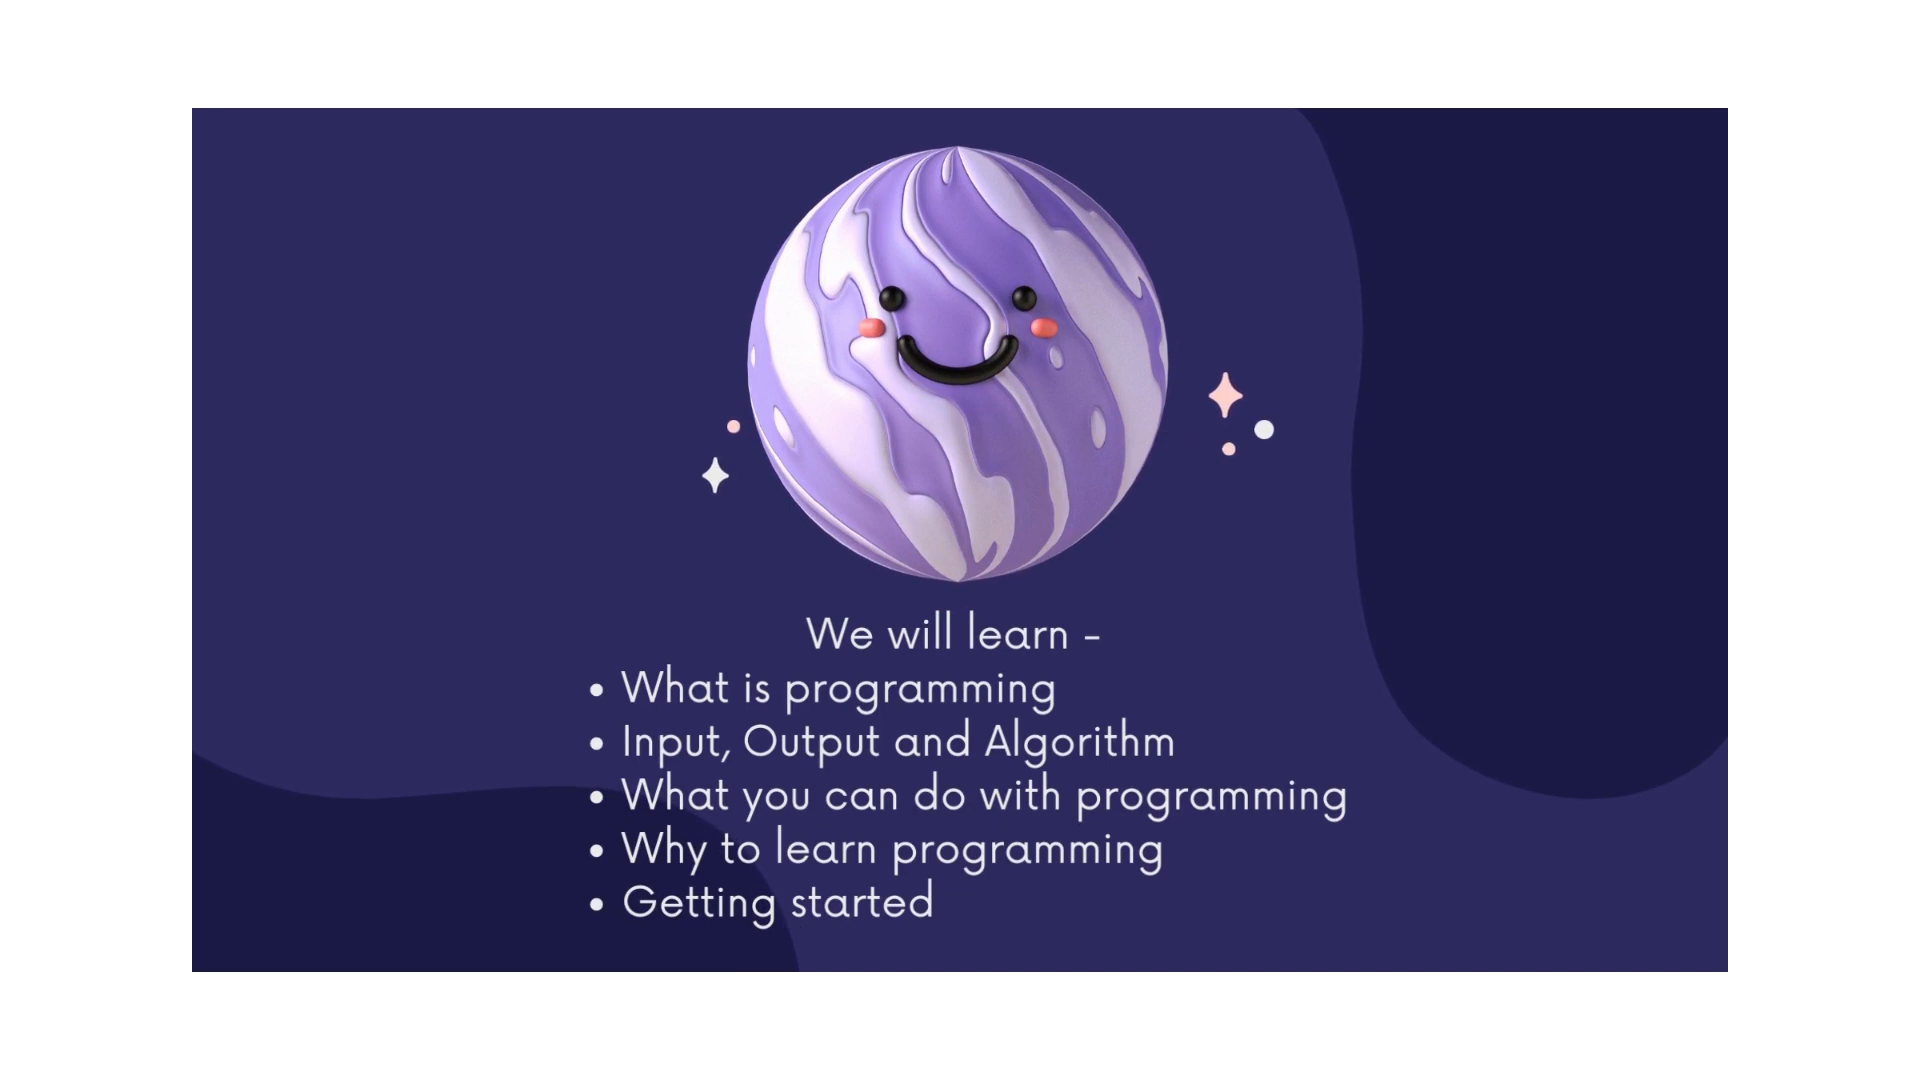 We will learn -
• What is programming
• Input, Output and Algorithm
• What you can do with programming
• Why to learn programming
• Getting started